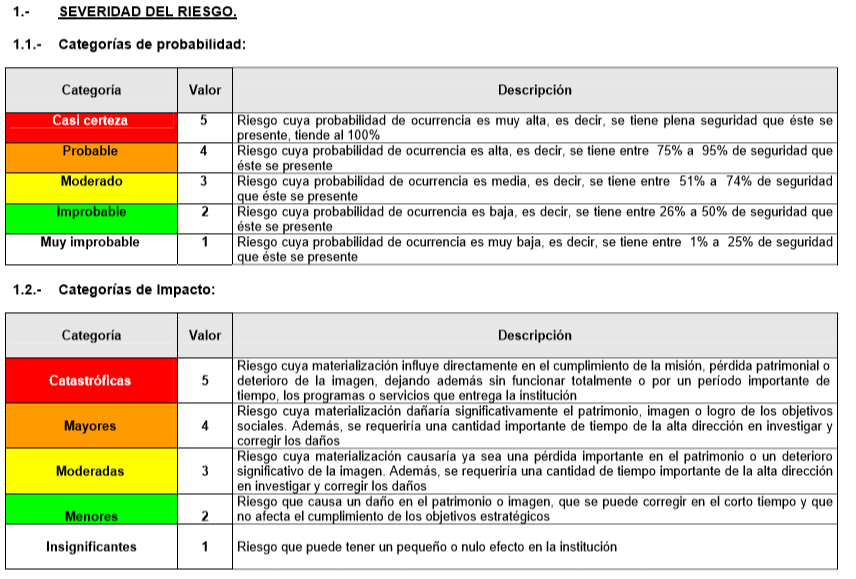 1.- SEVERIDAD DEL RIESGO.
1.1.- Categorías de probabilidad:
Categoría Valor Descripción
Casi certeza 5 Riesgo cuya probabilidad de ocurrencia es muy alta, es decir, se tiene plena seguridad que éste se
presente, tiende al 100%
Probable 4 Riesgo cuya probabilidad de ocurrencia es alta, es decir, se tiene entre 75% a 95% de seguridad que
éste se presente
Moderado 3 Riesgo cuya probabilidad de ocurrencia es media, es decir, se tiene entre 51% a 74% de seguridad
que éste se presente
Improbable 2 Riesgo cuya probabilidad de ocurrencia es baja, es decir, se tiene entre 26% a 50% de seguridad que
éste se presente
Muy improbable 1 Riesgo cuya probabilidad de ocurrencia es muy baja, es decir, se tiene entre 1% a 25% de seguridad
que éste se presente
1.2.- Categorías de Impacto:
Categoría Valor Descripción
Riesgo cuya materialización influye directamente en el cumplimiento de la misión, pérdida patrimonial o
Catastróficas 5 deterioro de la imagen, dejando además sin funcionar totalmente o por un período importante de
tiempo, los programas o servicios que entrega la institución
Riesgo cuya materialización dañaría significativamente el patrimonio, imagen o logro de los objetivos
Mayores 4 sociales. Además, se requeriría una cantidad importante de tiempo de la alta dirección en investigar y
corregir los daños
Riesgo cuya materialización causaría ya sea una pérdida importante en el patrimonio o un deterioro
Moderadas 3 significativo de la imagen. Además, se requeriría una cantidad de tiempo importante de la alta dirección
en investigar y corregir los daños
Riesgo que causa un daño en el patrimonio o imagen, que se puede corregir en el corto tiempo y que
Menores 2 no afecta el cumplimiento de los objetivos estratégicos
Insignificantes 1 Riesgo que puede tener un pequeño o nulo efecto en la institución